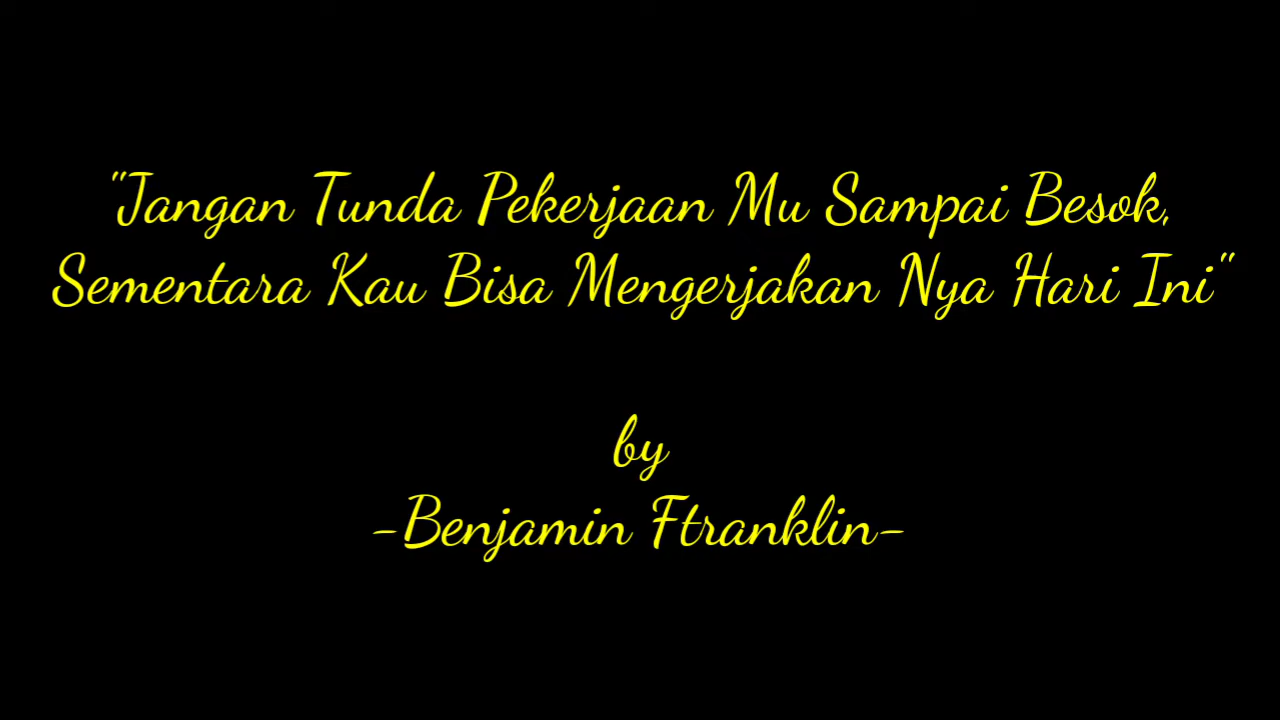 "Jangan Tunda Pekerjaan Mu Sampai Besok,
Sementara Kau Bisa Mengerjakan Nya Hari Ini"
by
-Benjamin Ftranklin-